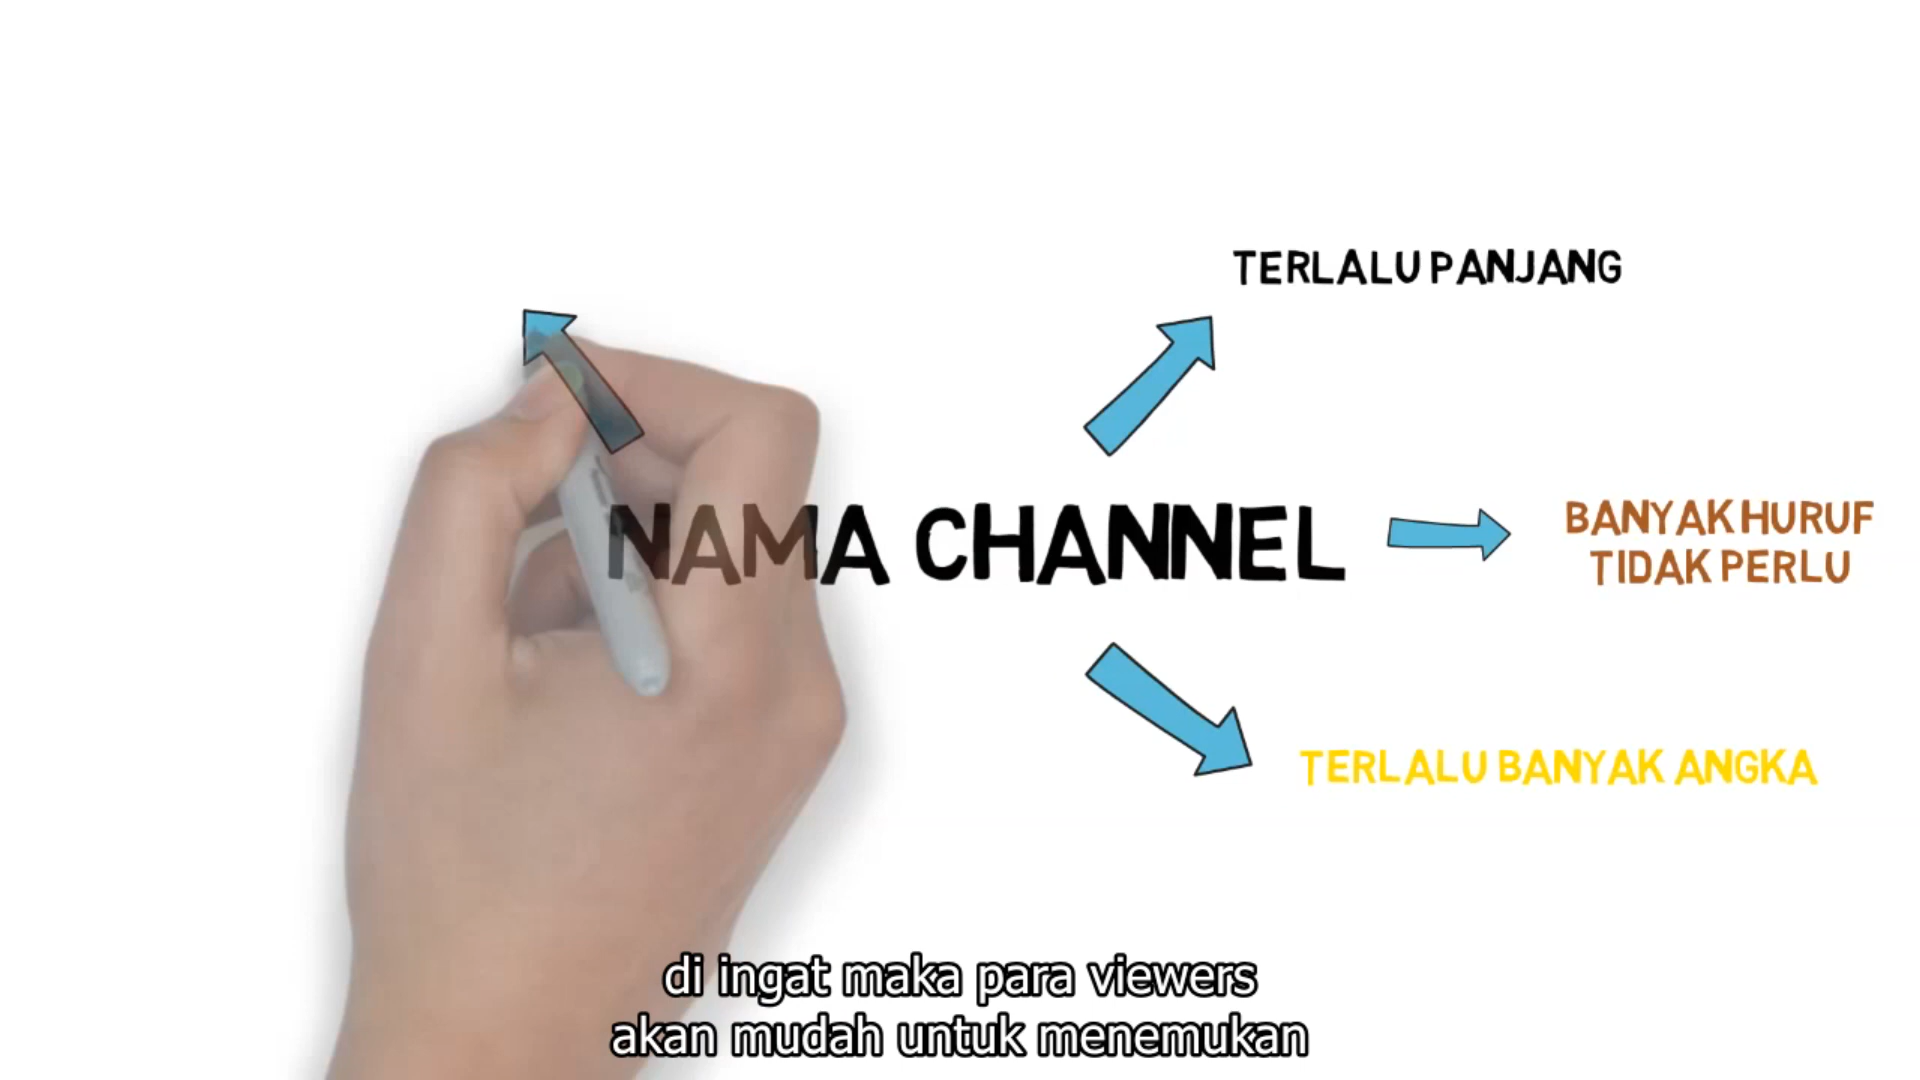 TERLALU PANJANG
NAMA CHANNEL
BANYAK HURUF
TIDAK PERLU
TERLALU BANYAK ANGKA
di ingat maka para viewers
akan mudah untuk menemukan